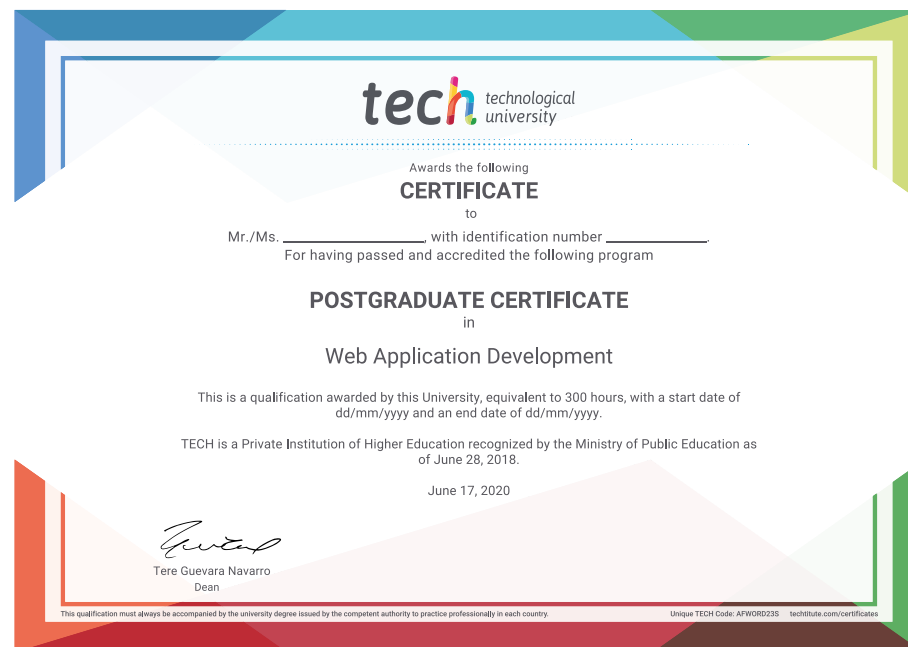 tech technological
university
Awards the following
CERTIFICATE
to
Mr./Ms. ____________________, with identification number ______________.
For having passed and accredited the following program
POSTGRADUATE CERTIFICATE
in
Web Application Development
This is a qualification awarded by this University, equivalent to 300 hours, with a start date of
dd/mm/yyyy and an end date of dd/mm/yyyy.
TECH is a Private Institution of Higher Education recognized by the Ministry of Public Education as
of June 28, 2018.
June 17, 2020
Tere Guevara Navarro
Dean
This qualification must always be accompanied by the university degree issued by the competent authority to practice professionally in each country.
Unique TECH Code: AFWORD23S techtitute.com/certificates